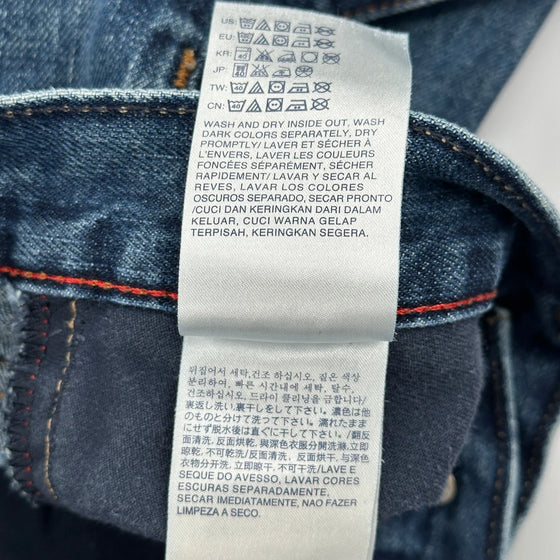 US:
EU:
KR:
JP:
TW:
CN:
WASH AND DRY INSIDE OUT, WASH
DARK COLORS SEPARATELY, DRY
PROMPTLY/ LAVER ET SÉCHER À
L'ENVERS, LAVER LES COULEURS
FONCÉES SÉPARÉMENT, SÉCHER
RAPIDEMENT/ LAVAR Y SECAR AL
REVES, LAVAR LOS COLORES
OSCUROS SEPARADO, SECAR PRONTO
/CUCI DAN KERINGKAN DARI DALAM
KELUAR, CUCI WARNA GELAP
TERPISAH, KERINGKAN SEGERA.
뒤집어서 세탁,건조 하십시오, 짙은 색상
분리하여, 빠른 시간내에 세탁, 탈수,
건조하십시오, 드라이 클리닝을 금합니다/
裏返し洗い,裏干しをして下さい。濃色は他
のものと分けて洗って下さい。濡れたまま
にせず脱水後は直ぐに干して下さい。/翻反
面清洗, 反面烘乾, 與深色衣服分開洗滌, 立即
晾乾, 不可乾洗/反面清洗, 反面烘干, 与深色
衣物分开洗, 立即晾干, 不可干洗/LAVE E
SEQUE DO AVESSO, LAVAR CORES
ESCURAS SEPARADAMENTE,
SECAR IMEDIATAMENTE, NAO FAZER
LIMPEZA A SECO.